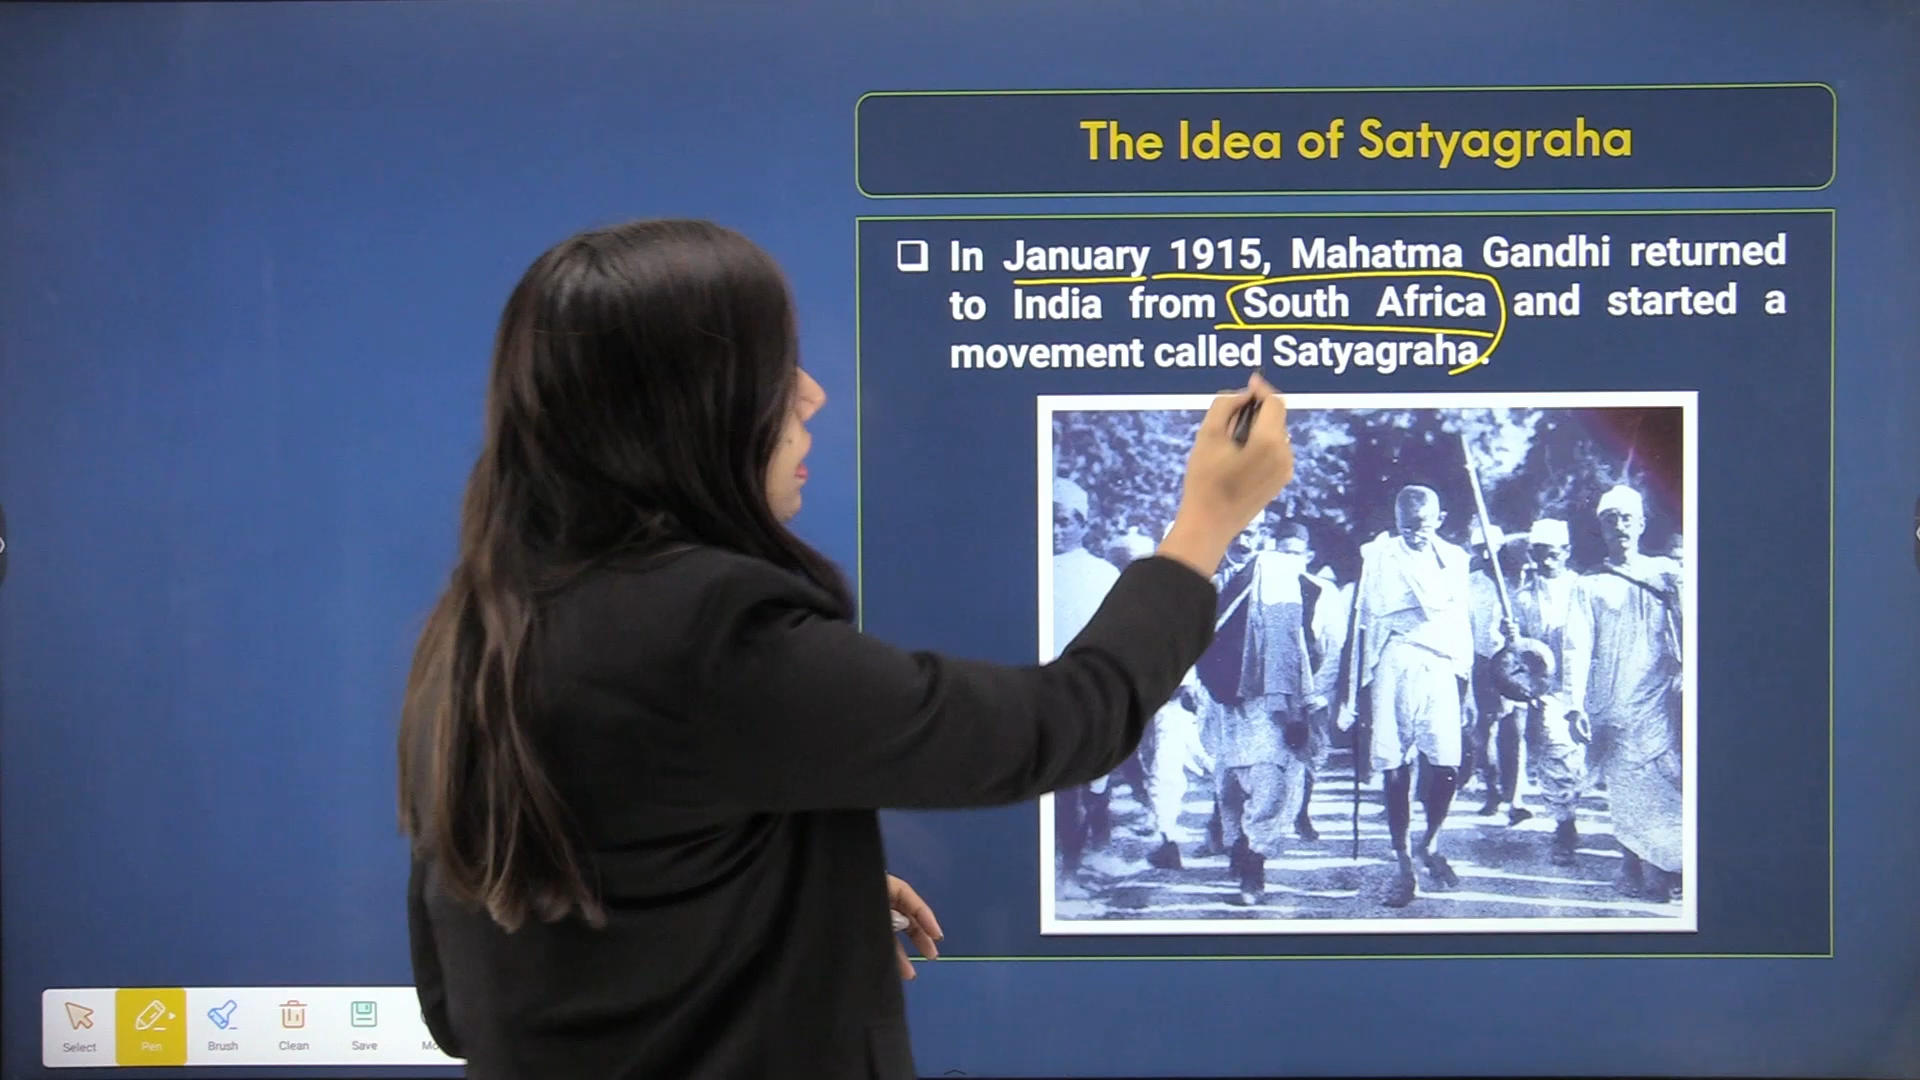 The Idea of Satyagraha
In January 1915, Mahatma Gandhi returned
to India from South Africa and started a
movement called Satyagraha.
Select
Pen
Brush
Clean
Save